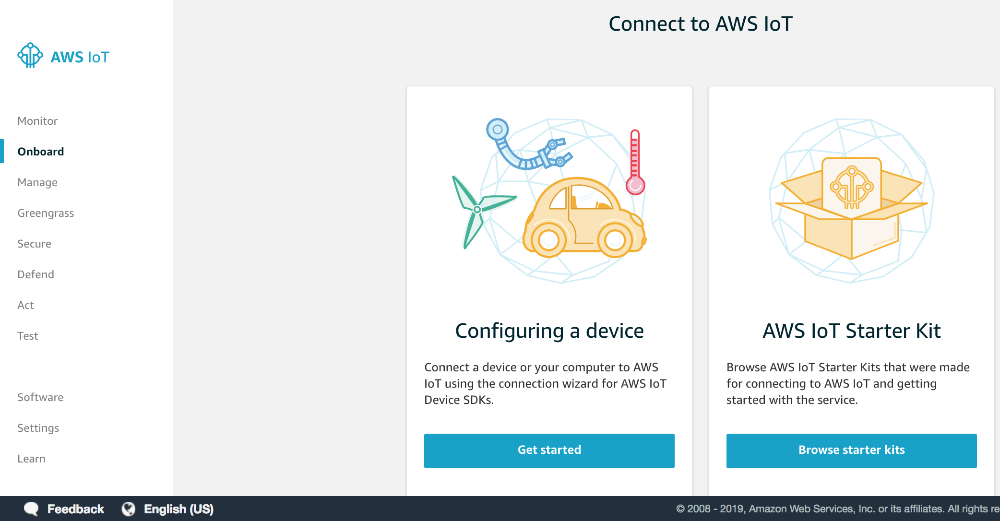 Connect to AWS IoT
AWS IoT
Monitor
Onboard
Manage
Greengrass
Secure
Defend
Act
Test
Software
Settings
Learn
Configuring a device
Connect a device or your computer to AWS
IoT using the connection wizard for AWS IoT
Device SDKs.
Get started
AWS IoT Starter Kit
Browse AWS IoT Starter Kits that were made
for connecting to AWS IoT and getting
started with the service.
Browse starter kits
Feedback
English (US)
© 2008 - 2019, Amazon Web Services, Inc. or its affiliates. All rights re